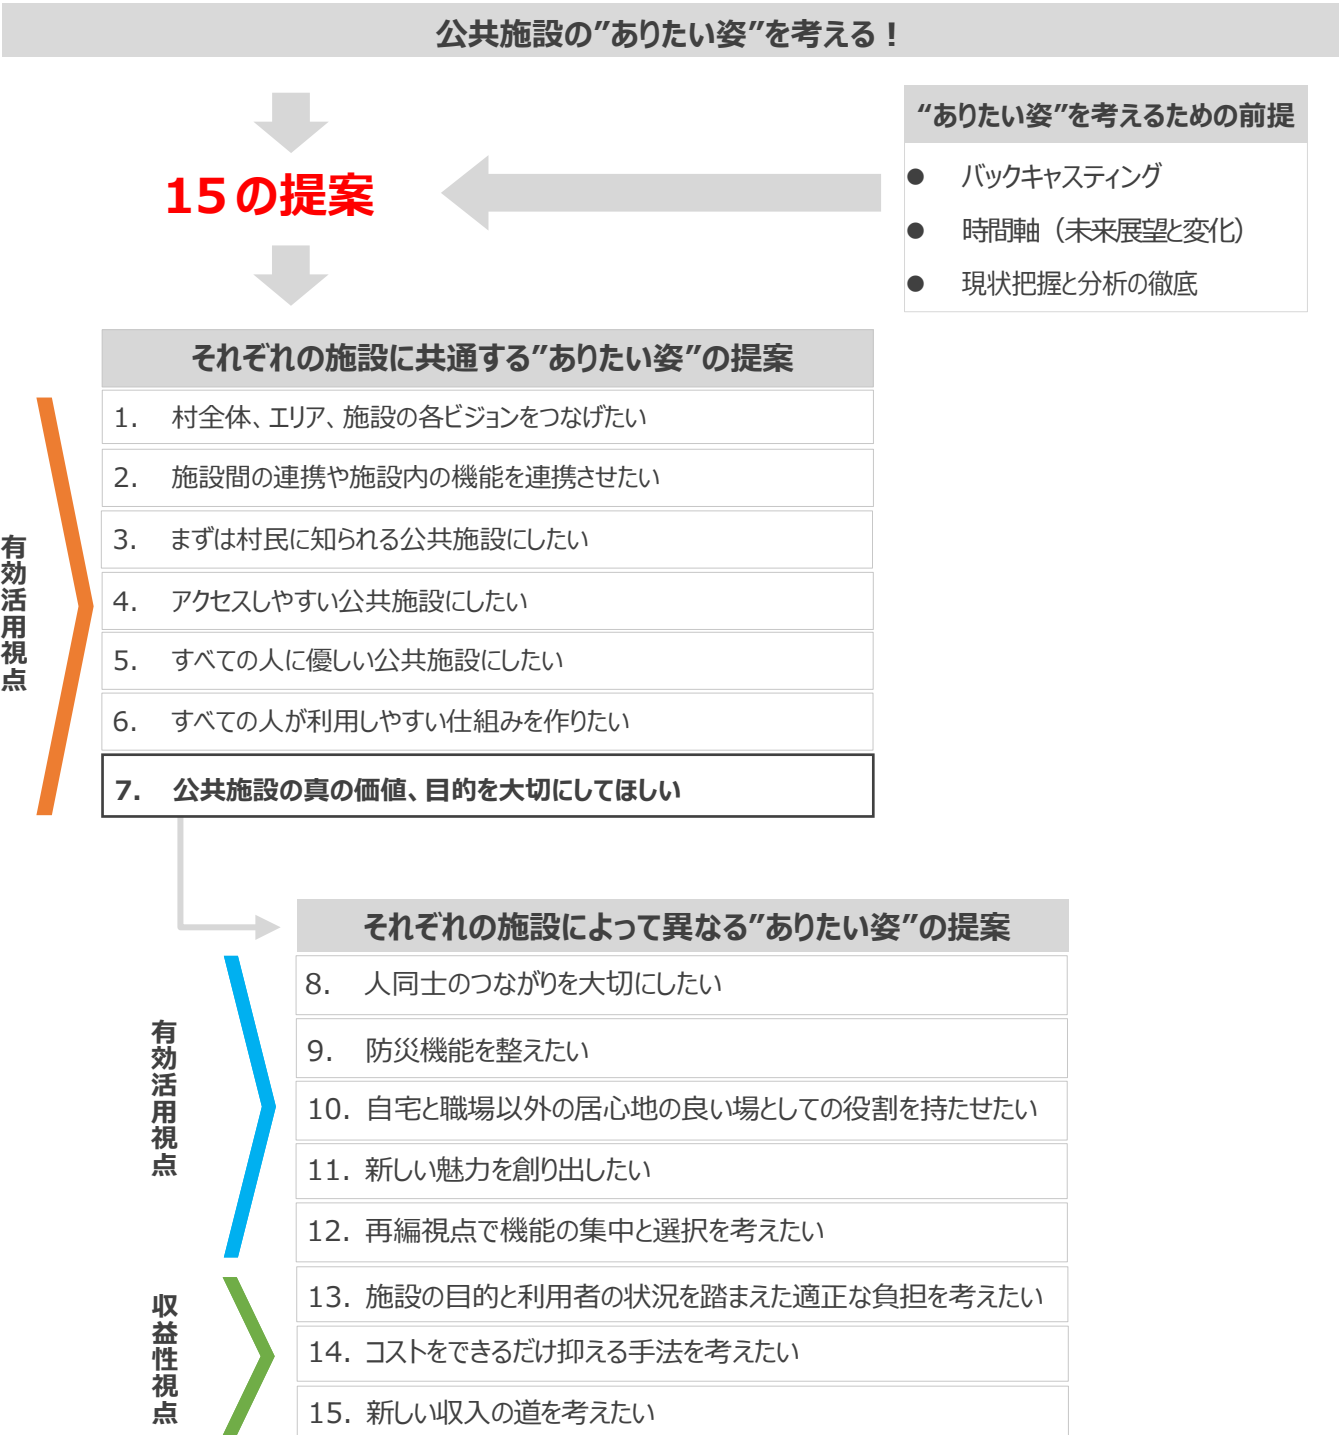 公共施設の”ありたい姿”を考える！
“ありたい姿”を考えるための前提
● バックキャスティング
● 時間軸（未来展望と変化）
● 現状把握と分析の徹底
15の提案
それぞれの施設に共通する”ありたい姿”の提案
有効活用視点
1. 村全体、エリア、施設の各ビジョンをつなげたい
2. 施設間の連携や施設内の機能を連携させたい
3. まずは村民に知られる公共施設にしたい
4. アクセスしやすい公共施設にしたい
5. すべての人に優しい公共施設にしたい
6. すべての人が利用しやすい仕組みを作りたい
7. 公共施設の真の価値、目的を大切にしてほしい
それぞれの施設によって異なる”ありたい姿”の提案
有効活用視点
8. 人同士のつながりを大切にしたい
9. 防災機能を整えたい
10. 自宅と職場以外の居心地の良い場としての役割を持たせたい
11. 新しい魅力を創り出したい
12. 再編視点で機能の集中と選択を考えたい
収益性視点
13. 施設の目的と利用者の状況を踏まえた適正な負担を考えたい
14. コストをできるだけ抑える手法を考えたい
15. 新しい収入の道を考えたい